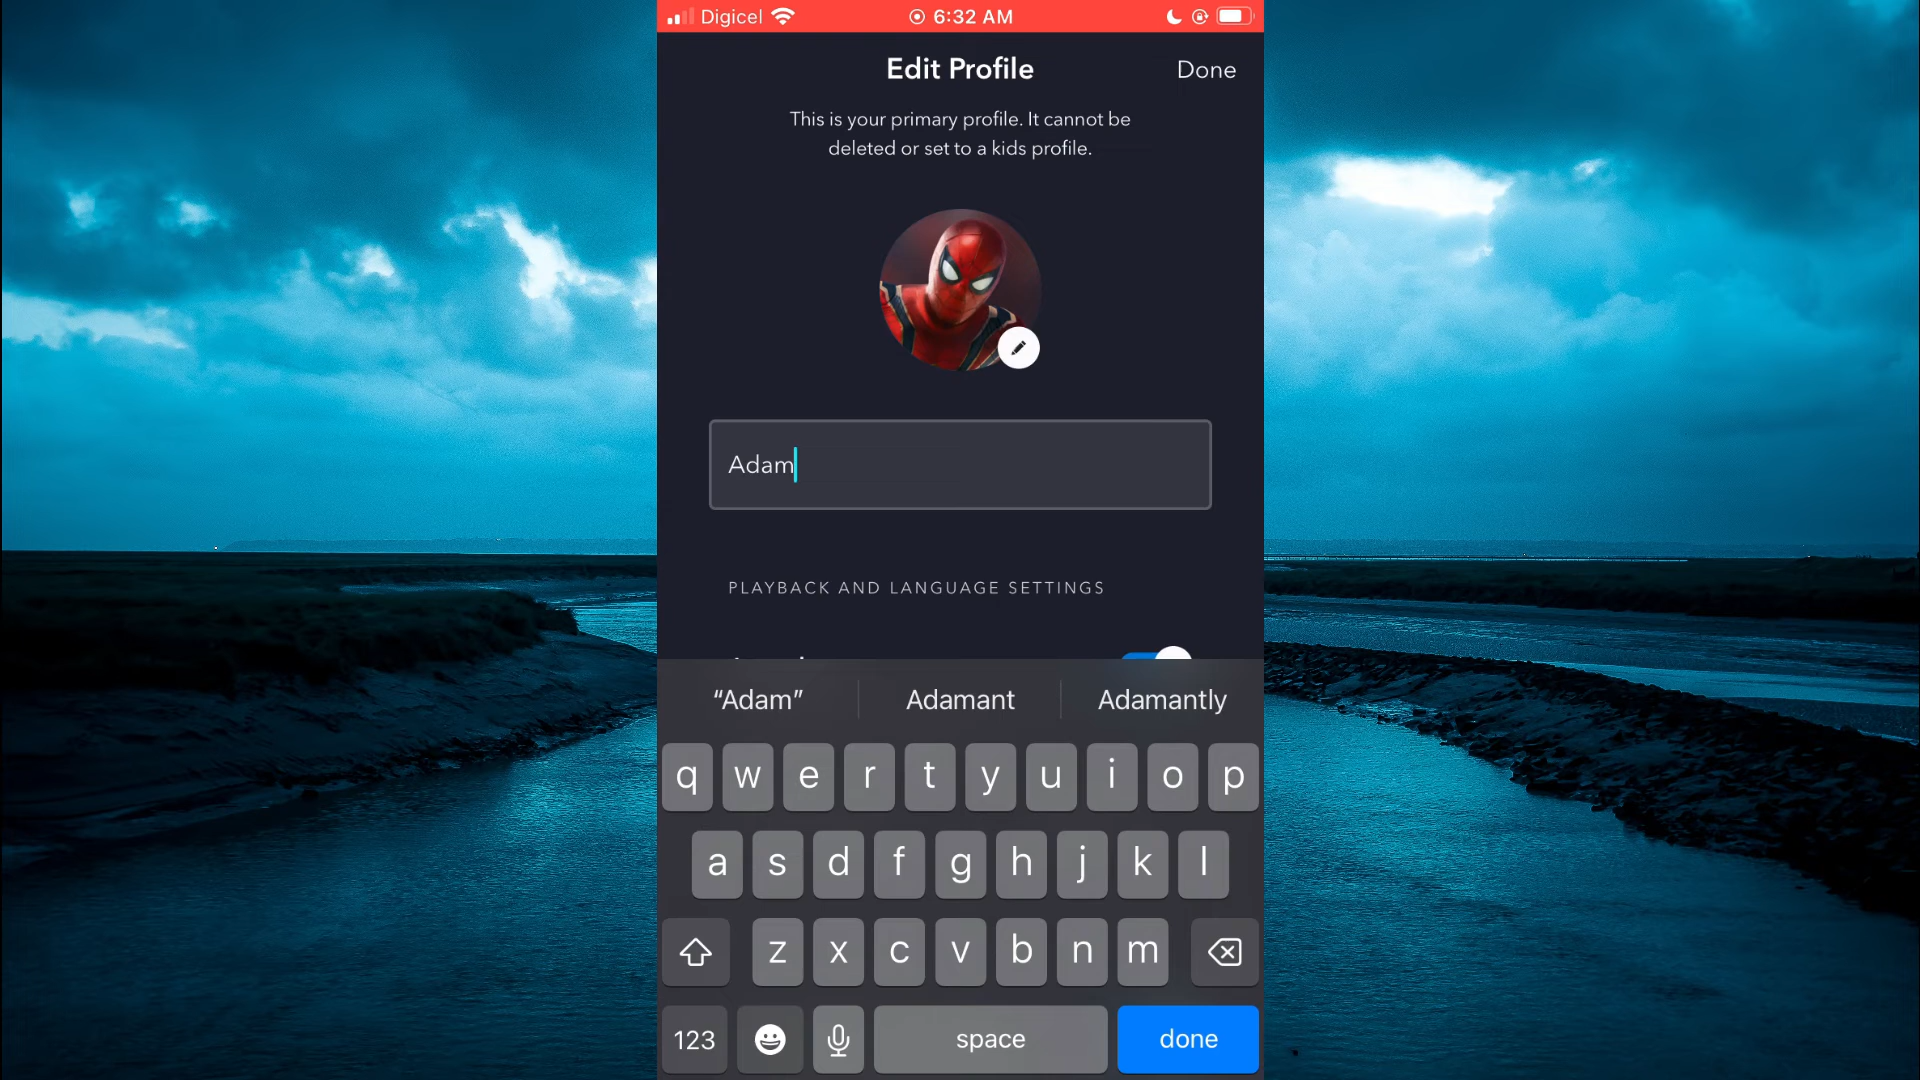 Digicel 6:32 AM
Edit Profile Done
This is your primary profile. It cannot be
deleted or set to a kids profile.
Adam
PLAYBACK AND LANGUAGE SETTINGS
“Adam” Adamant Adamantly
q w e r t y u i o p
a s d f g h j k l
z x c v b n m
123 space done